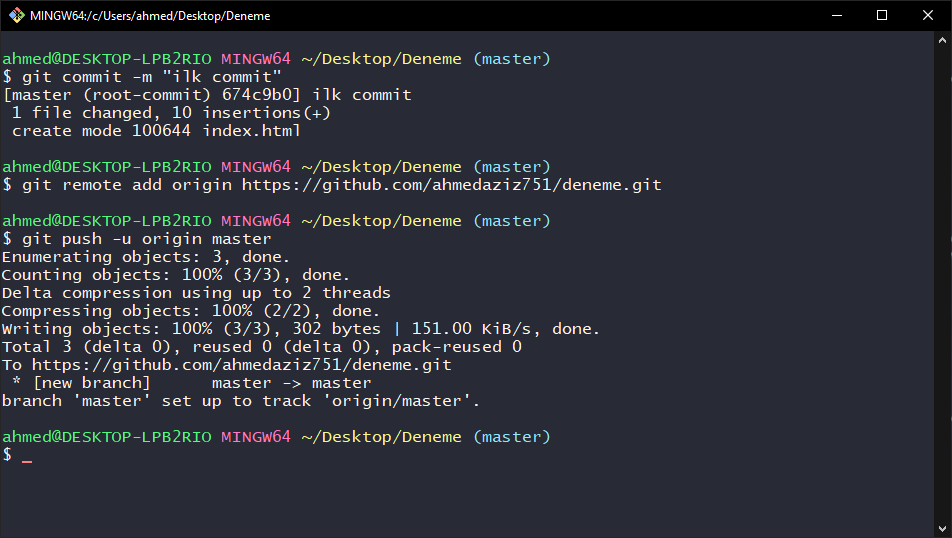 MINGW64:/c/Users/ahmed/Desktop/Deneme
ahmed@DESKTOP-LPB2RIO MINGW64 ~/Desktop/Deneme (master)
$ git commit -m "ilk commit"
[master (root-commit) 674c9b0] ilk commit
 1 file changed, 10 insertions(+)
 create mode 100644 index.html
ahmed@DESKTOP-LPB2RIO MINGW64 ~/Desktop/Deneme (master)
$ git remote add origin https://github.com/ahmedaziz751/deneme.git
ahmed@DESKTOP-LPB2RIO MINGW64 ~/Desktop/Deneme (master)
$ git push -u origin master
Enumerating objects: 3, done.
Counting objects: 100% (3/3), done.
Delta compression using up to 2 threads
Compressing objects: 100% (2/2), done.
Writing objects: 100% (3/3), 302 bytes | 151.00 KiB/s, done.
Total 3 (delta 0), reused 0 (delta 0), pack-reused 0
To https://github.com/ahmedaziz751/deneme.git
 * [new branch]      master -> master
branch 'master' set up to track 'origin/master'.
ahmed@DESKTOP-LPB2RIO MINGW64 ~/Desktop/Deneme (master)
$ _